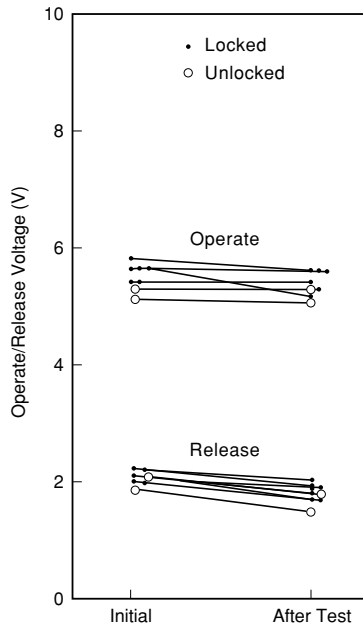 10
Locked
Unlocked
8
6
Operate
4
Release
2
0
Operate/Release Voltage (V)
Initial
After Test